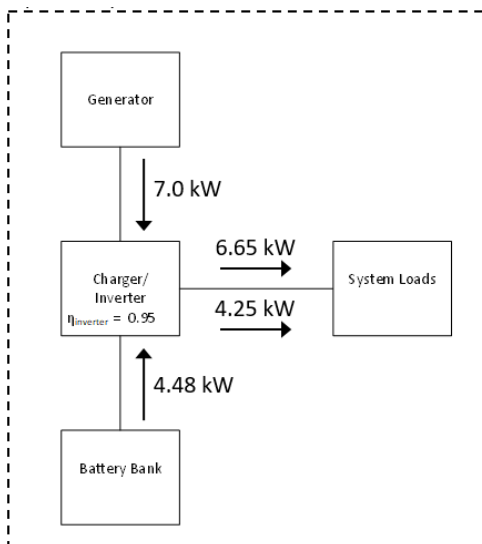 Generator
7.0 kW
6.65 kW
Charger/
Inverter
ηinverter = 0.95
System Loads
4.25 kW
4.48 kW
Battery Bank